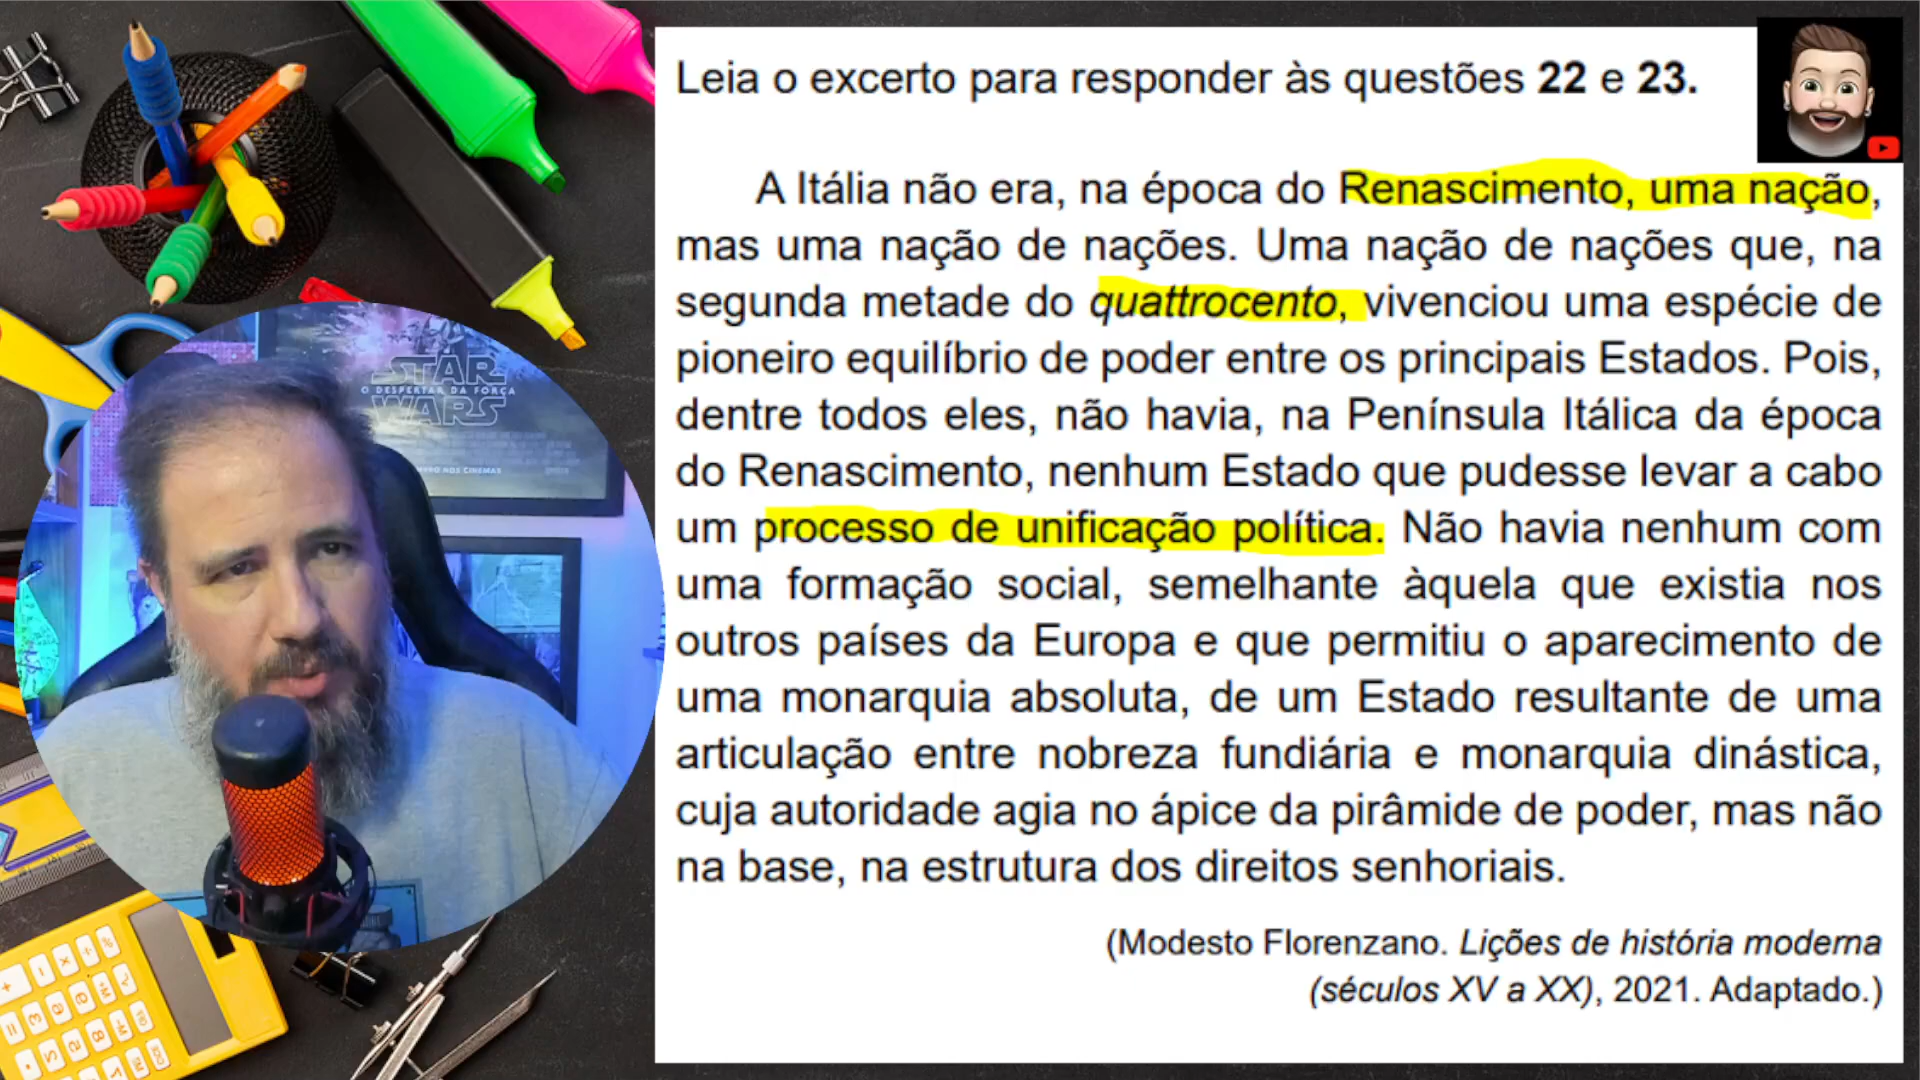 Leia o excerto para responder às questões 22 e 23.
A Itália não era, na época do Renascimento, uma nação,
mas uma nação de nações. Uma nação de nações que, na
segunda metade do quattrocento, vivenciou uma espécie de
pioneiro equilíbrio de poder entre os principais Estados. Pois,
dentre todos eles, não havia, na Península Itálica da época
do Renascimento, nenhum Estado que pudesse levar a cabo
um processo de unificação política. Não havia nenhum com
uma formação social, semelhante àquela que existia nos
outros países da Europa e que permitiu o aparecimento de
uma monarquia absoluta, de um Estado resultante de uma
articulação entre nobreza fundiária e monarquia dinástica,
cuja autoridade agia no ápice da pirâmide de poder, mas não
na base, na estrutura dos direitos senhoriais.
(Modesto Florenzano. Lições de história moderna
(séculos XV a XX), 2021. Adaptado.)
STAR
O DESPERTAR DA FORÇA
WARS
NOS CINEMAS